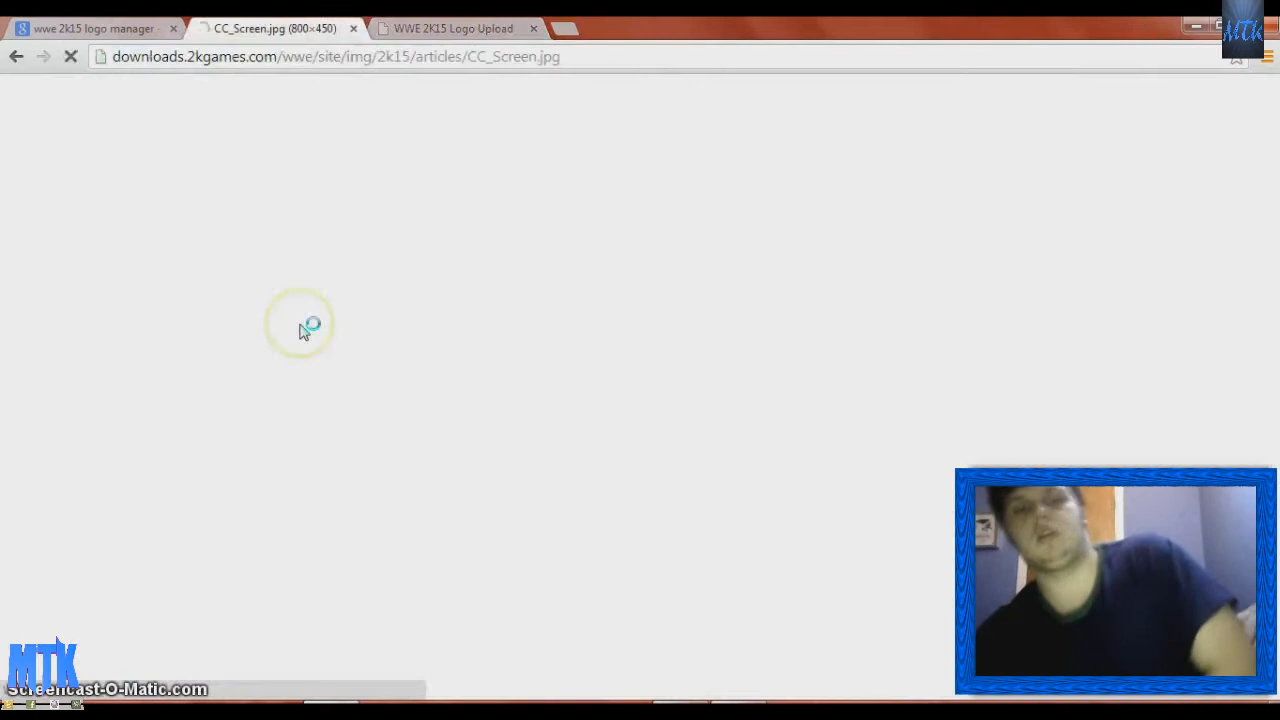 wwe 2k15 logo manager
CC_Screen.jpg (800×450)
WWE 2K15 Logo Upload
downloads.2kgames.com/wwe/site/img/2k15/articles/CC_Screen.jpg
MTK
MTK
Screencast-O-Matic.com